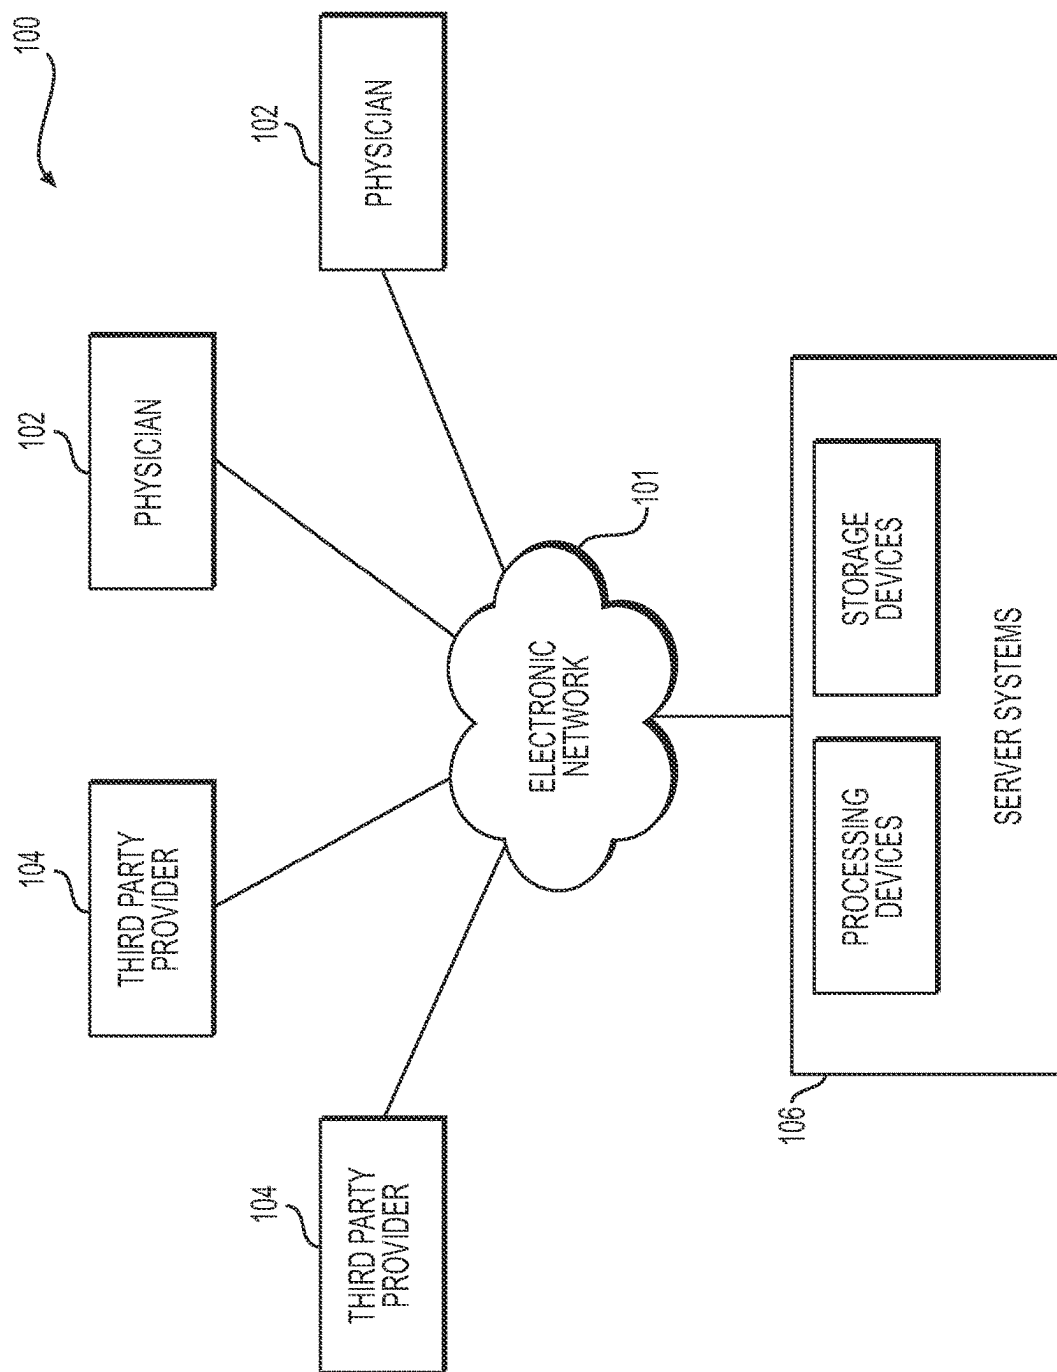 100
102
PHYSICIAN
102
PHYSICIAN
104
THIRD PARTY
PROVIDER
104
THIRD PARTY
PROVIDER
101
ELECTRONIC
NETWORK
106
PROCESSING
DEVICES
STORAGE
DEVICES
SERVER SYSTEMS